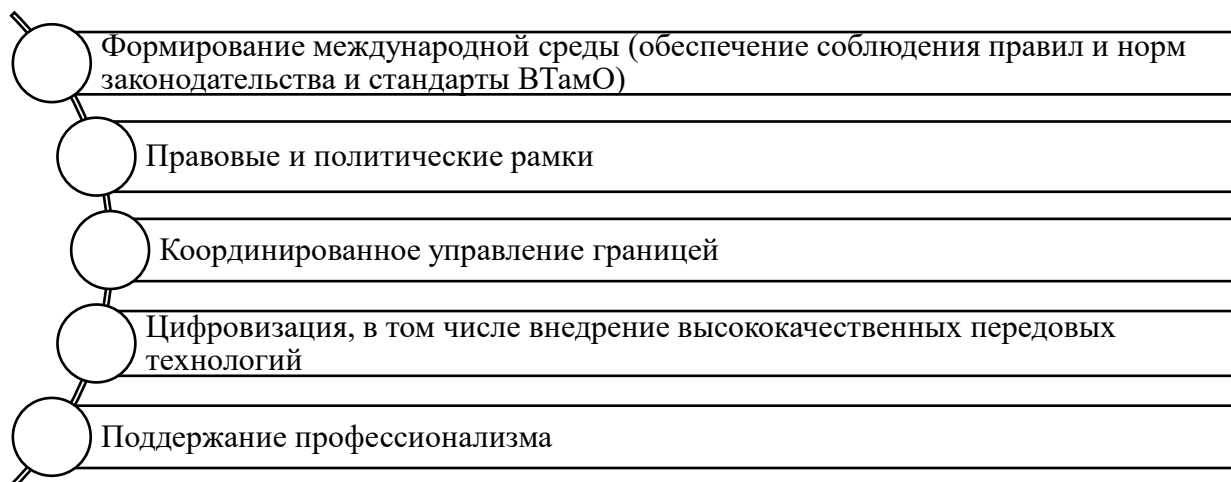 Формирование международной среды (обеспечение соблюдения правил и норм
законодательства и стандарты ВТамО)
Правовые и политические рамки
Координированное управление границей
Цифровизация, в том числе внедрение высококачественных передовых
технологий
Поддержание профессионализма